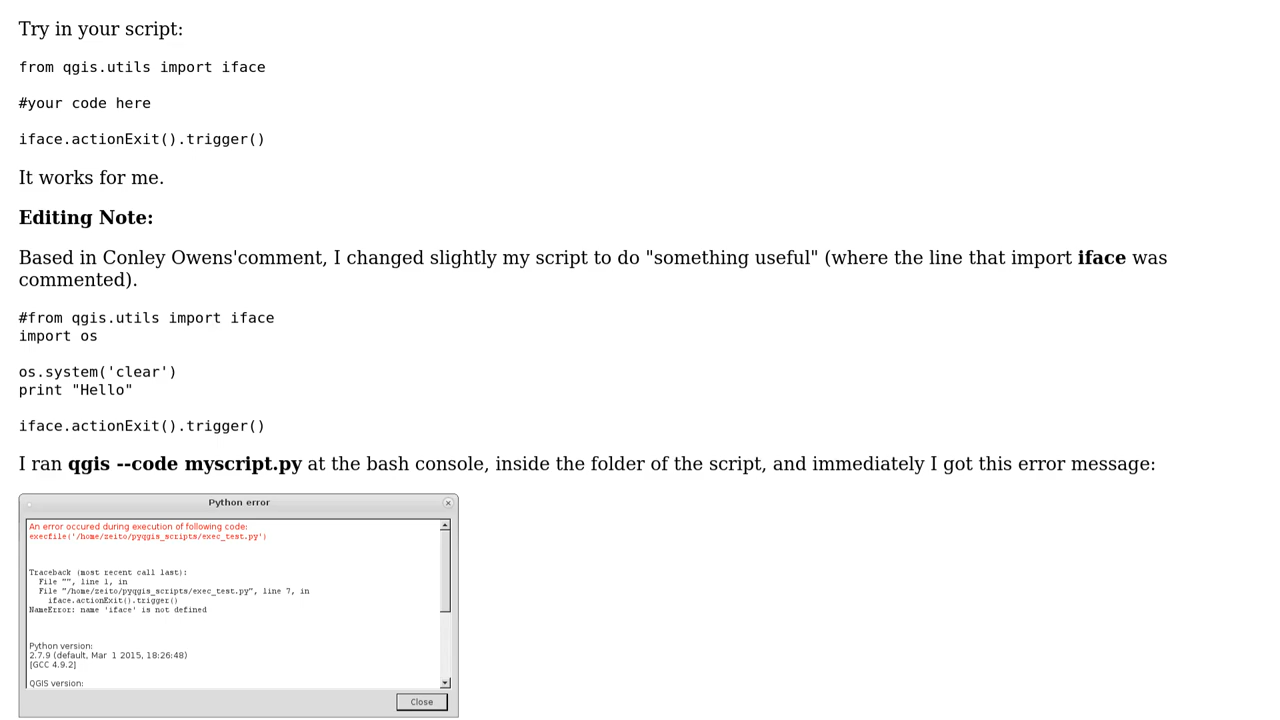 Try in your script:
from qgis.utils import iface
#your code here
iface.actionExit().trigger()
It works for me.
Editing Note:
Based in Conley Owens'comment, I changed slightly my script to do "something useful" (where the line that import iface was
commented).
#from qgis.utils import iface
import os
os.system('clear')
print "Hello"
iface.actionExit().trigger()
I ran qgis --code myscript.py at the bash console, inside the folder of the script, and immediately I got this error message:
Python error
An error occured during execution of following code:
execfile('/home/zeito/pyqgis_scripts/exec_test.py')
Traceback (most recent call last):
File "", line 1, in
File "/home/zeito/pyqgis_scripts/exec_test.py", line 7, in
iface.actionExit().trigger()
NameError: name 'iface' is not defined
Python version:
2.7.9 (default, Mar 1 2015, 18:26:48)
[GCC 4.9.2]
QGIS version:
Close